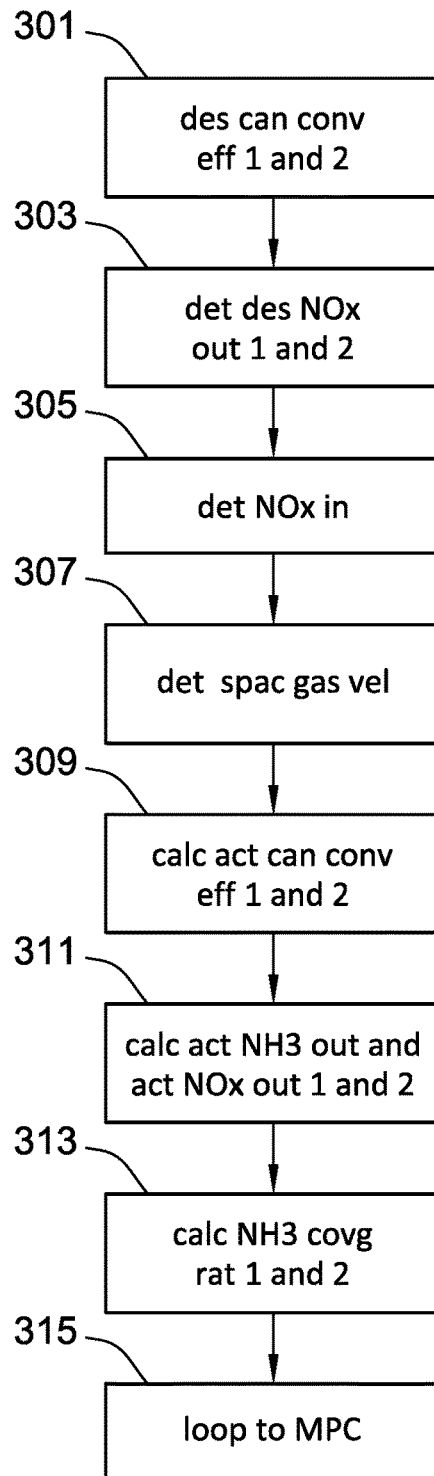 301
des can conv
eff 1 and 2
303
det des NOx
out 1 and 2
305
det NOx in
307
det spac gas vel
309
calc act can conv
eff 1 and 2
311
calc act NH3 out and
act NOx out 1 and 2
313
calc NH3 covg
rat 1 and 2
315
loop to MPC